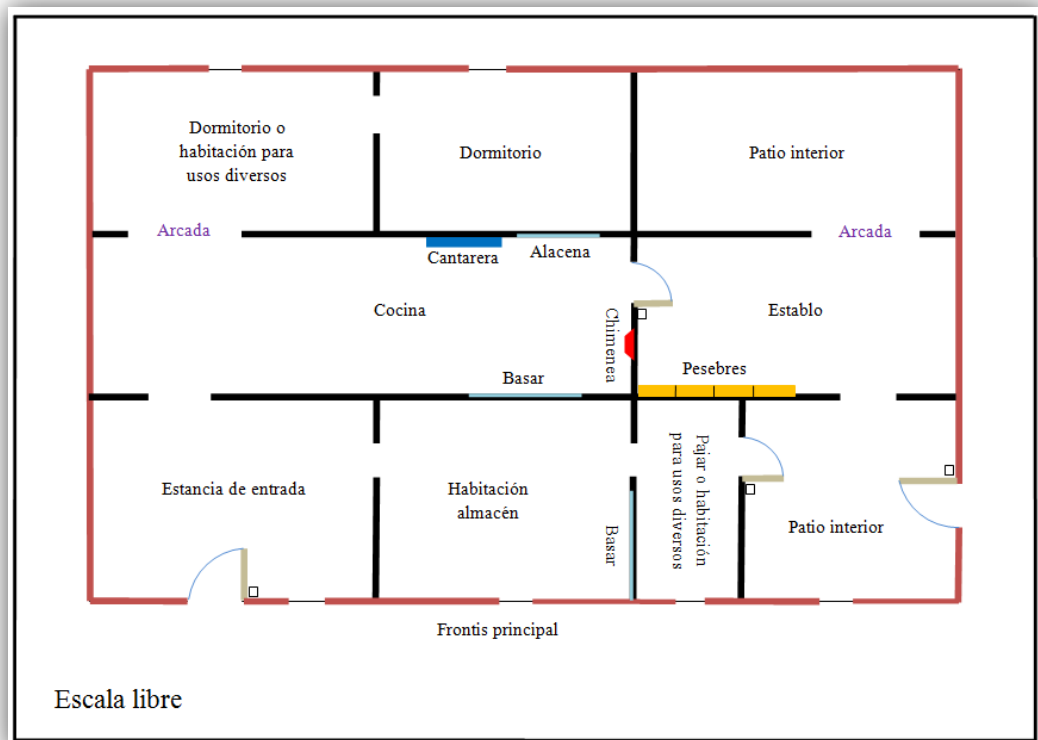 Dormitorio o
habitación para
usos diversos
Dormitorio
Patio interior
Arcada
Arcada
Cantarera
Alacena
Cocina
Chimenea
Establo
Basar
Pesebres
Estancia de entrada
Habitación
almacén
Basar
Pajar o habitación
para usos diversos
Patio interior
Frontis principal
Escala libre